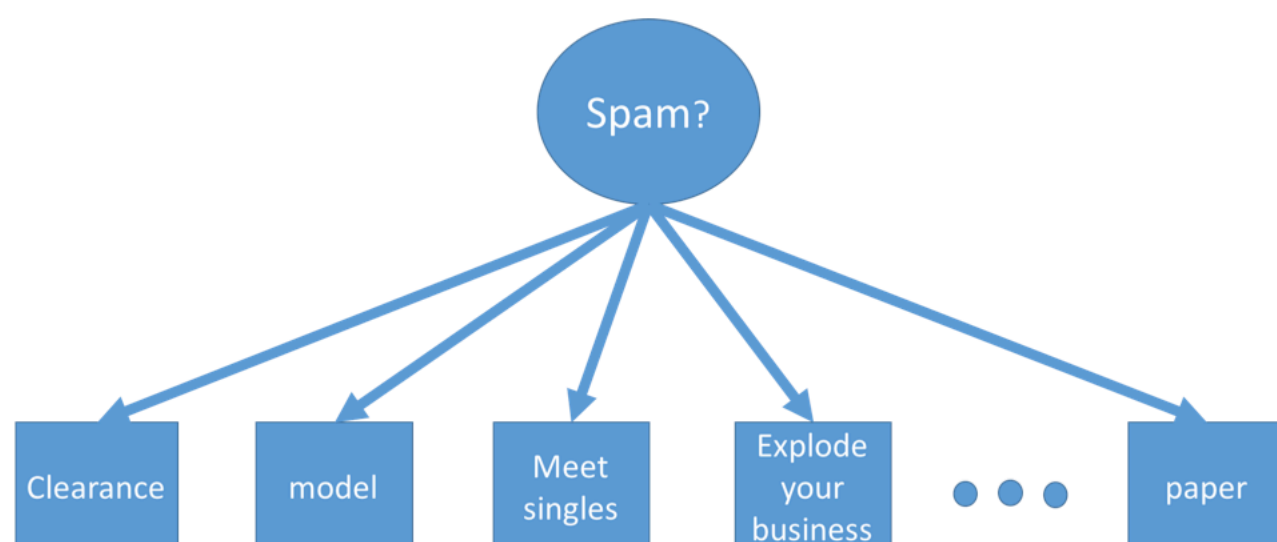 Spam?
Clearance
model
Meet
singles
Explode
your
business
paper